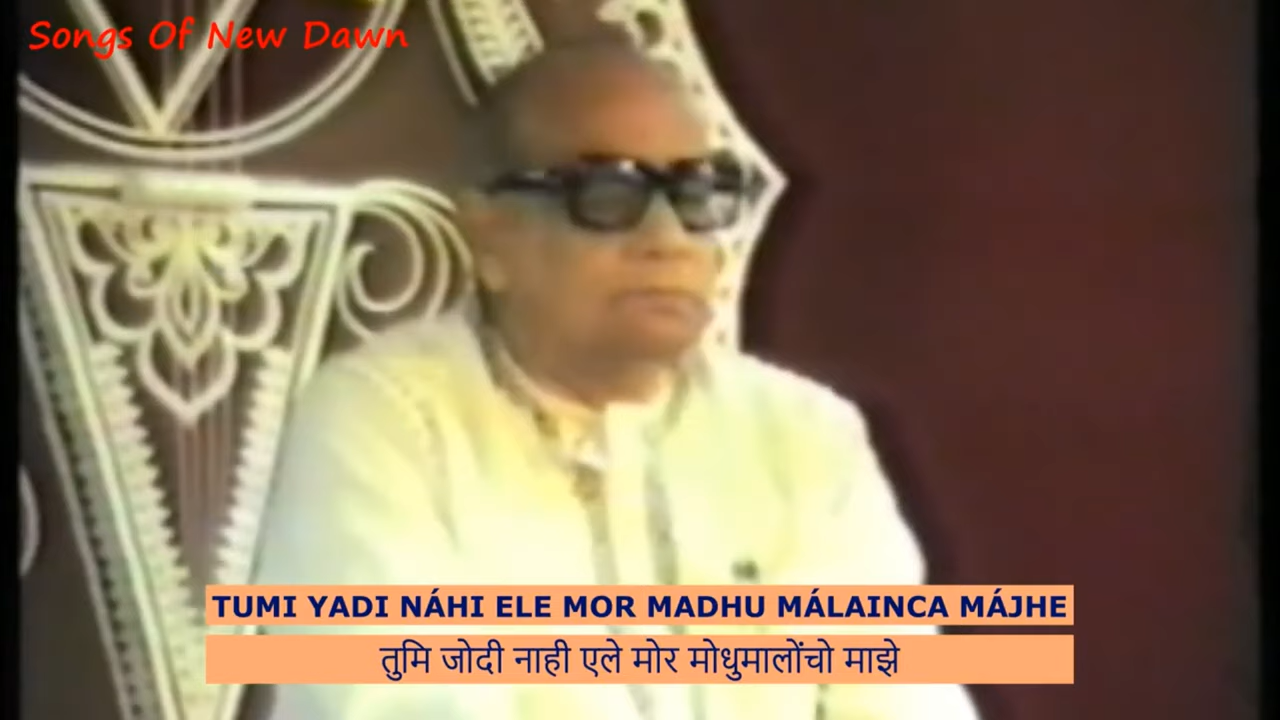 Songs Of New Dawn
TUMI YADI NÁHI ELE MOR MADHU MÁLAINCA MÁJHE
तुमि जोदी नाही एले मोर मोधुमालोंचो माझे